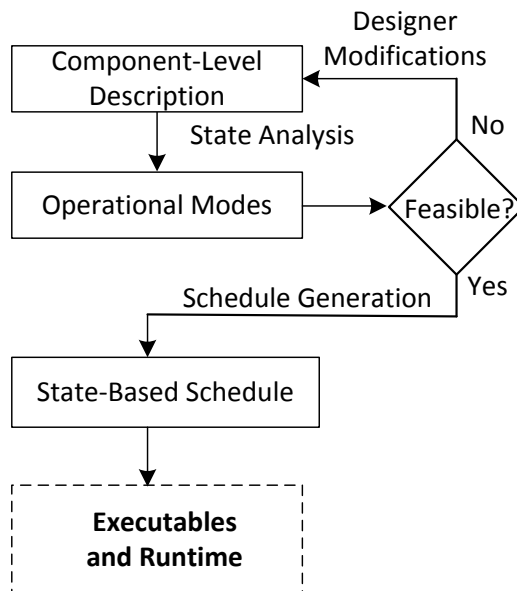 Designer
Modifications
Component-Level
Description
No
State Analysis
Operational Modes
Feasible?
Yes
Schedule Generation
State-Based Schedule
Executables
and Runtime